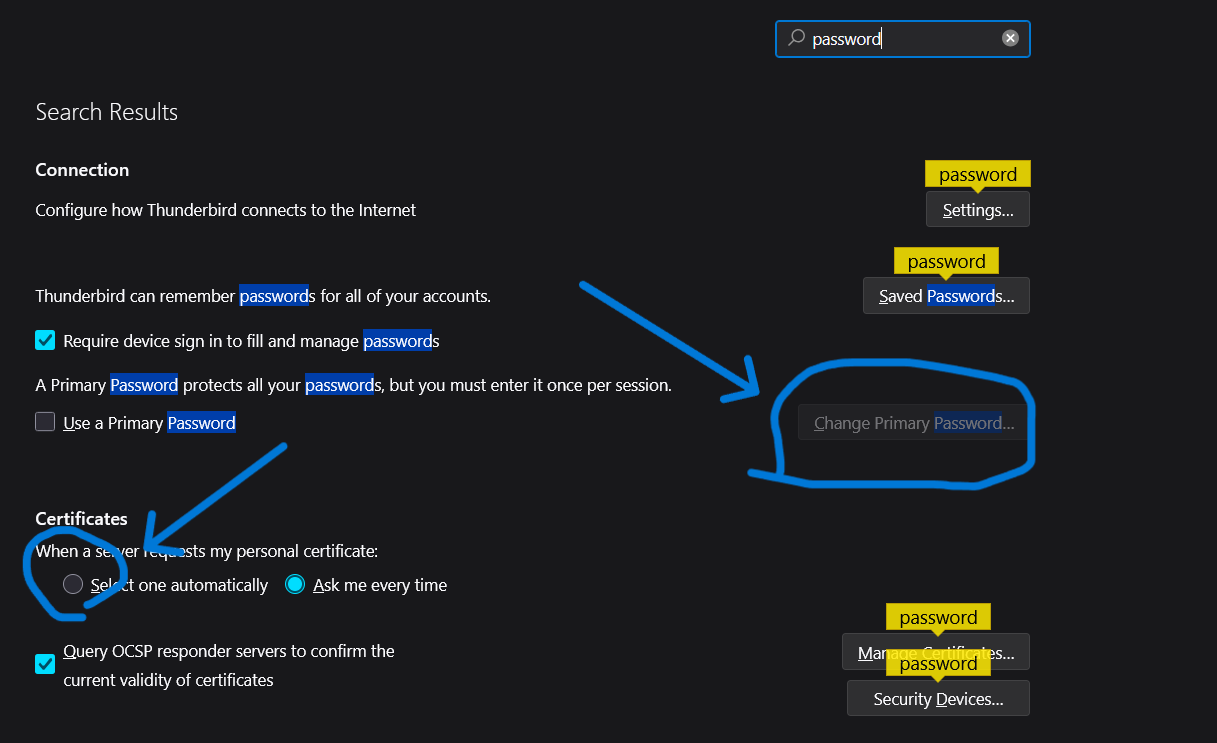 password
Search Results
Connection
password
Configure how Thunderbird connects to the Internet
Settings...
password
Thunderbird can remember passwords for all of your accounts.
Saved Passwords...
Require device sign in to fill and manage passwords
A Primary Password protects all your passwords, but you must enter it once per session.
Use a Primary Password
Change Primary Password...
Certificates
When a server requests my personal certificate:
Select one automatically
Ask me every time
password
Query OCSP responder servers to confirm the
current validity of certificates
Manage Certificates...
password
Security Devices...